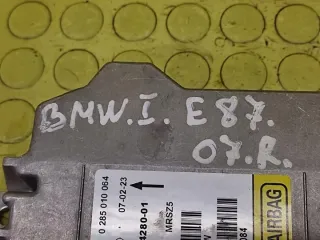 BMW.I. E87.
07.R.
0 285 010 064
07-02-23
4280-01
MRSZ5
084
AIRBAG